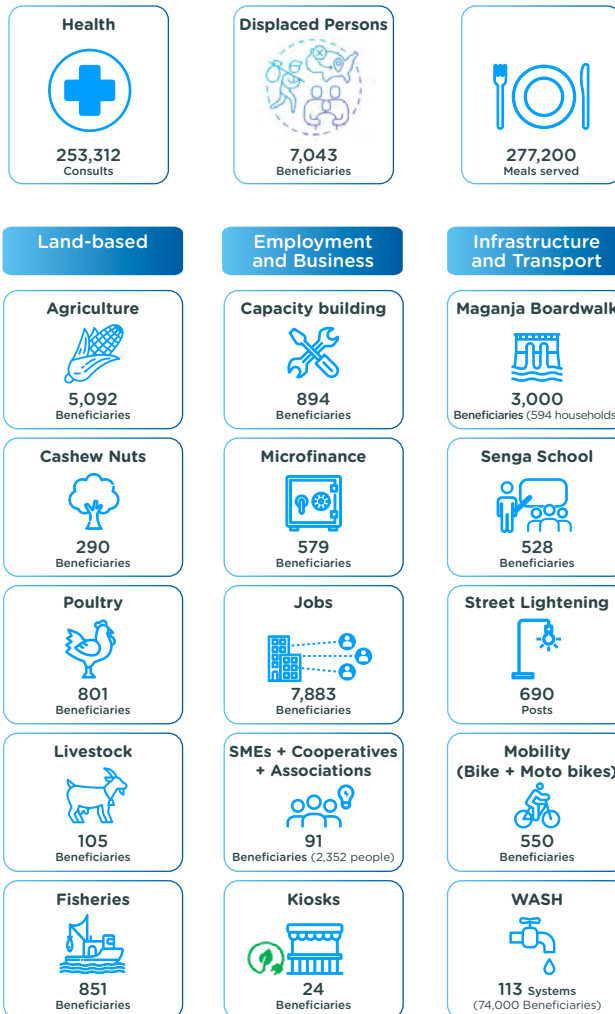 Health
253,312
Consults
Displaced Persons
7,043
Beneficiaries
277,200
Meals served
Land-based
Employment
and Business
Infrastructure
and Transport
Agriculture
5,092
Beneficiaries
Capacity building
894
Beneficiaries
Maganja Boardwalk
3,000
Beneficiaries (594 households
Cashew Nuts
290
Beneficiaries
Microfinance
579
Beneficiaries
Senga School
528
Beneficiaries
Poultry
801
Beneficiaries
Jobs
7,883
Beneficiaries
Street Lightening
690
Posts
Livestock
105
Beneficiaries
SMEs + Cooperatives
+ Associations
91
Beneficiaries (2,352 people)
Mobility
(Bike + Moto bikes)
550
Beneficiaries
Fisheries
851
Beneficiaries
Kiosks
24
Beneficiaries
WASH
113 Systems
(74,000 Beneficiaries)